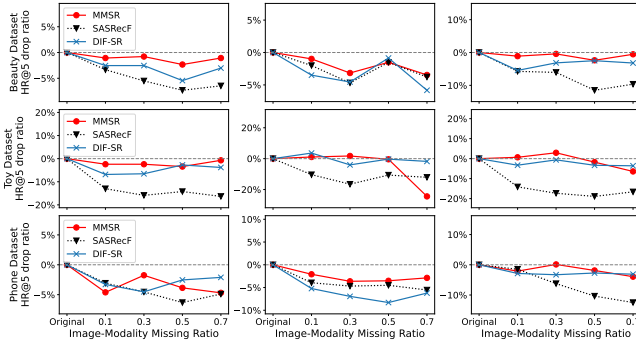 Beauty Dataset
HR@5 drop ratio
5%
0%
−5%
MMSR
SASRecF
DIF-SR
5%
0%
−5%
10%
0%
−10%
Toy Dataset
HR@5 drop ratio
20%
10%
0%
−10%
−20%
MMSR
SASRecF
DIF-SR
20%
0%
−20%
20%
10%
0%
−10%
−20%
Phone Dataset
HR@5 drop ratio
5%
0%
−5%
MMSR
SASRecF
DIF-SR
10%
5%
0%
−5%
−10%
10%
0%
−10%
Original 0.1 0.3 0.5 0.7
Image-Modality Missing Ratio
Original 0.1 0.3 0.5 0.7
Image-Modality Missing Ratio
Original 0.1 0.3 0.5 0.7
Image-Modality Missing Ratio